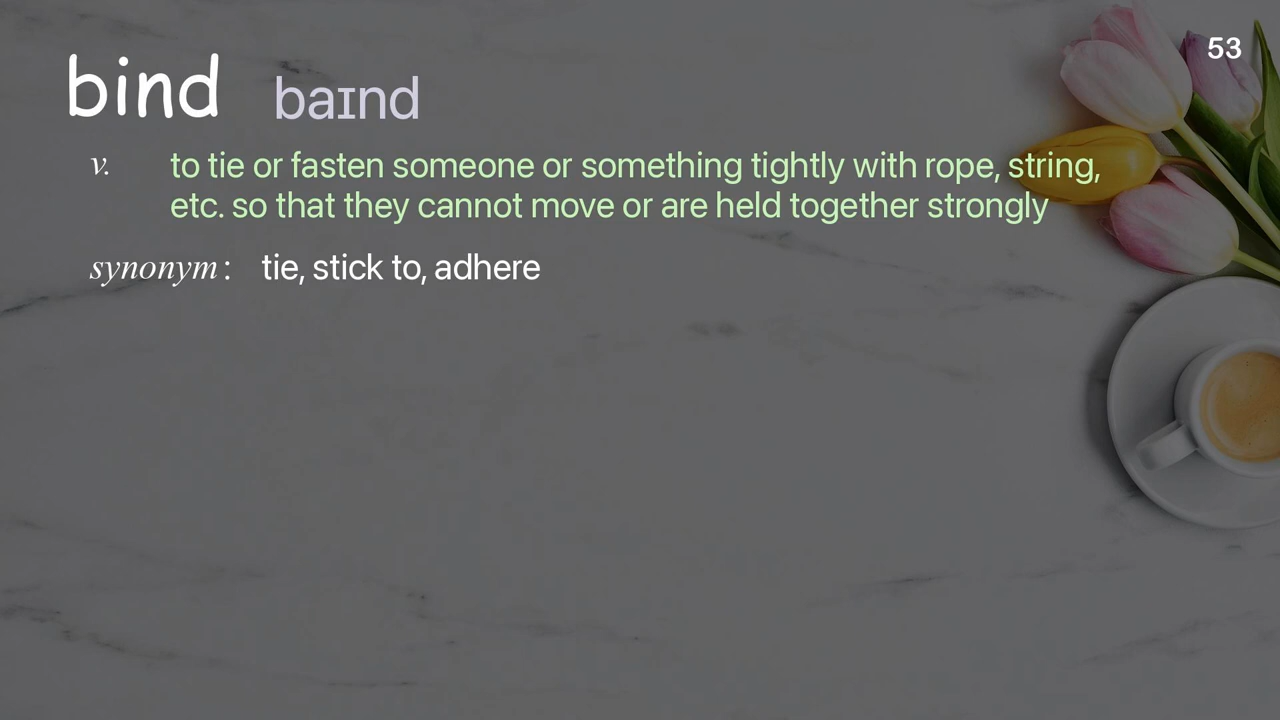 53
bind baɪnd
v. to tie or fasten someone or something tightly with rope, string,
etc. so that they cannot move or are held together strongly
synonym : tie, stick to, adhere